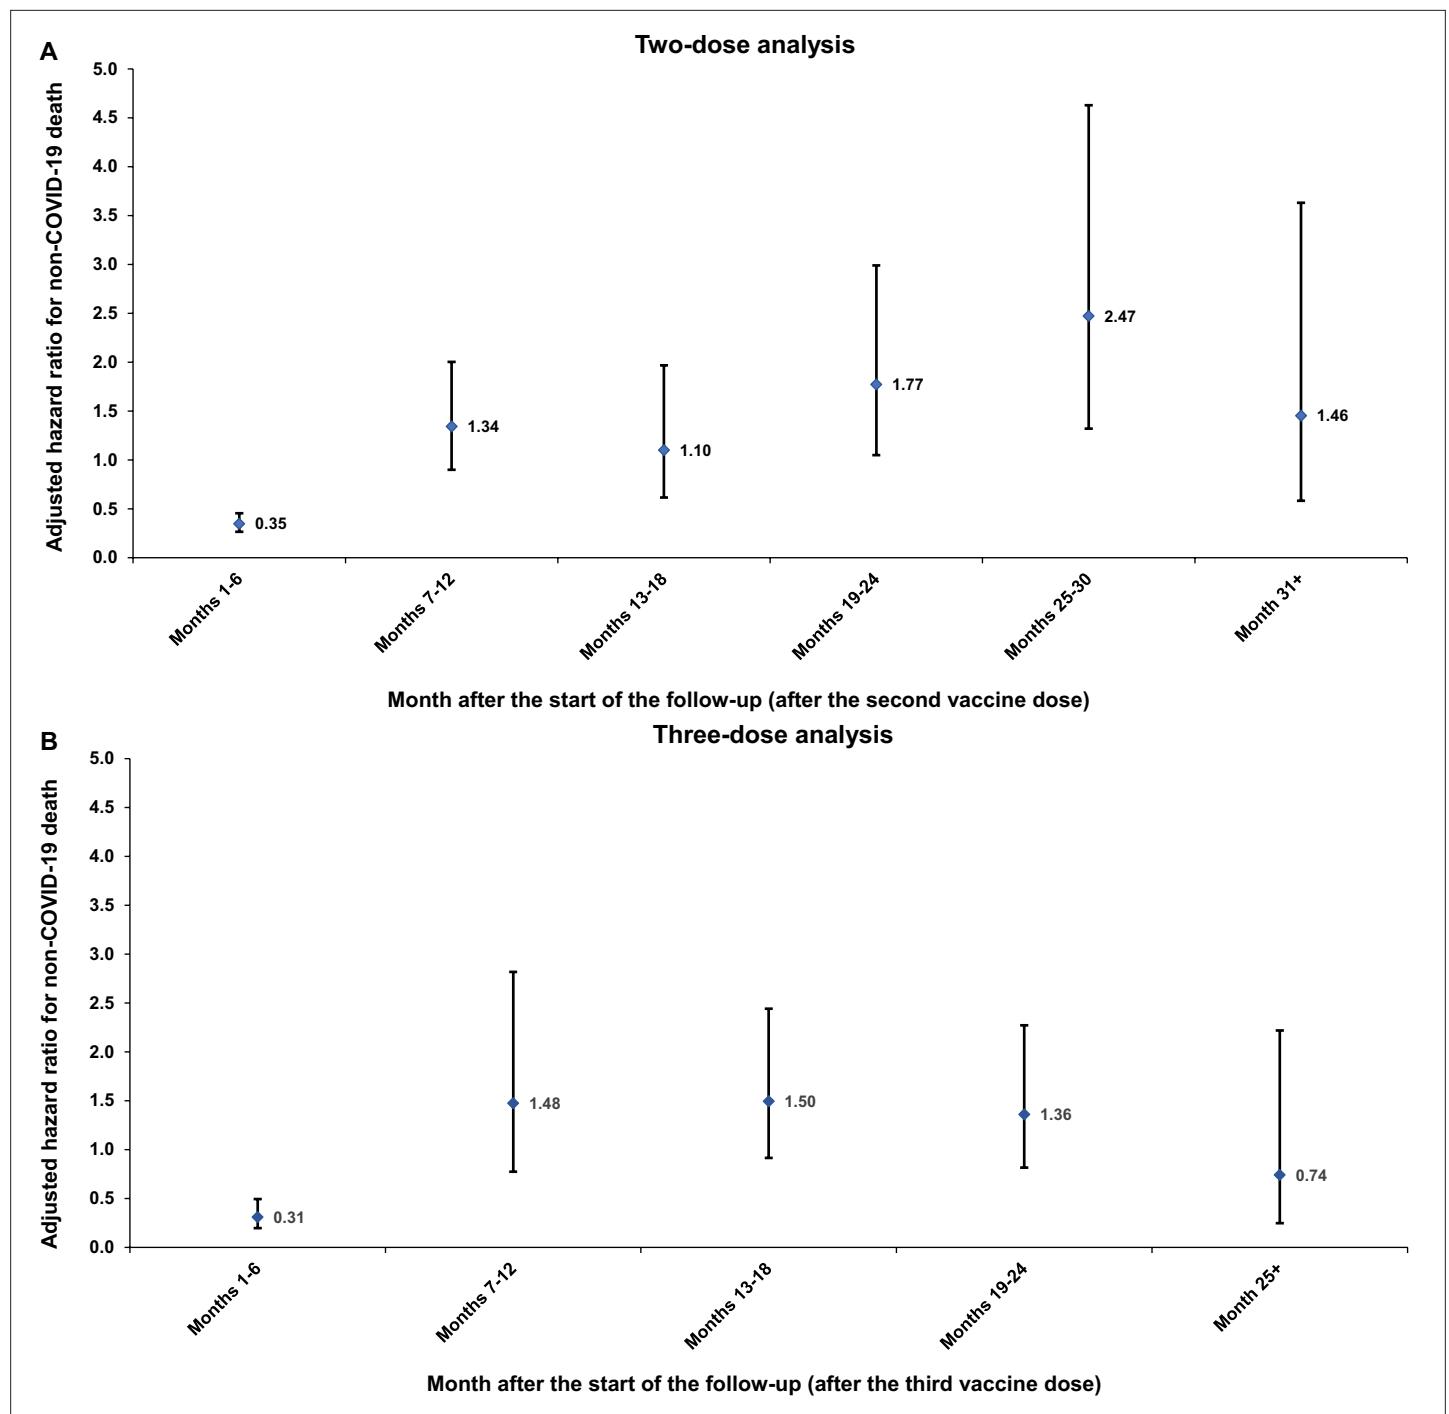 A
Two-dose analysis
Adjusted hazard ratio for non-COVID-19 death
5.0
4.5
4.0
3.5
3.0
2.5
2.0
1.5
1.0
0.5
0.0
0.35
1.34
1.10
1.77
2.47
1.46
Months 1-6
Months 7-12
Months 13-18
Months 19-24
Months 25-30
Month 31+
Month after the start of the follow-up (after the second vaccine dose)
B
Three-dose analysis
Adjusted hazard ratio for non-COVID-19 death
5.0
4.5
4.0
3.5
3.0
2.5
2.0
1.5
1.0
0.5
0.0
0.31
1.48
1.50
1.36
0.74
Months 1-6
Months 7-12
Months 13-18
Months 19-24
Month 25+
Month after the start of the follow-up (after the third vaccine dose)